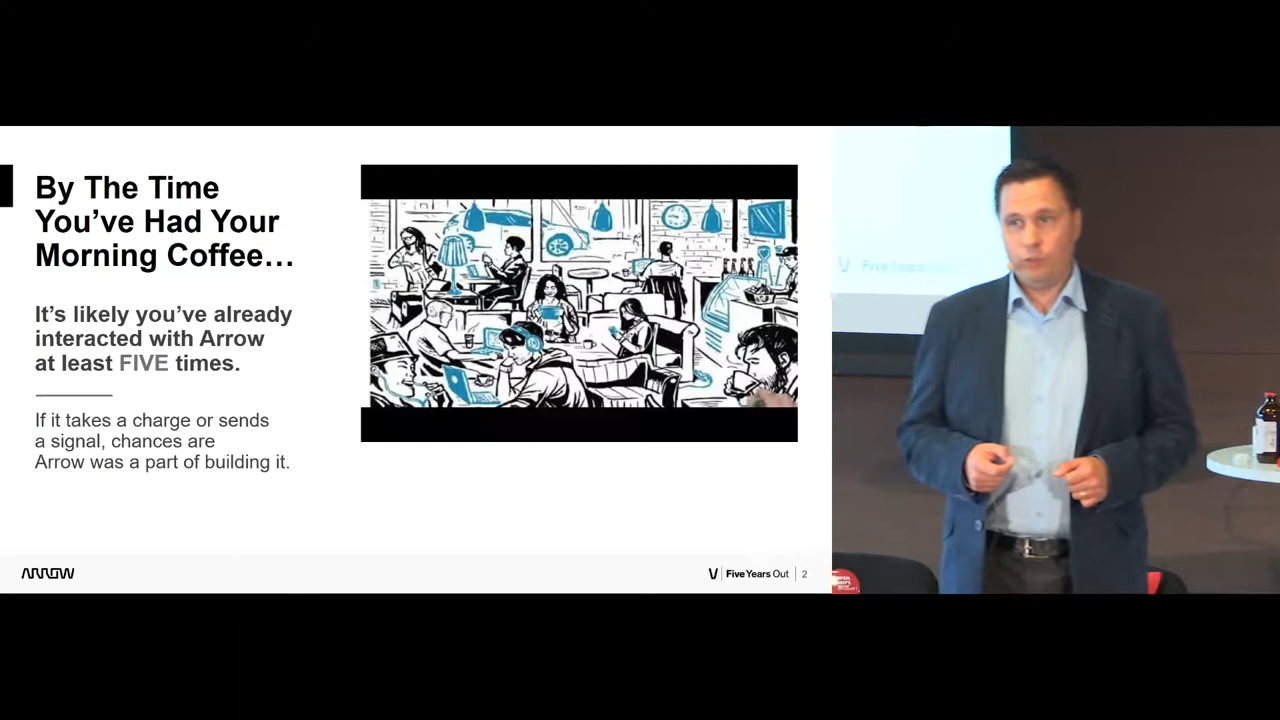 By The Time
You’ve Had Your
Morning Coffee…
It’s likely you’ve already
interacted with Arrow
at least FIVE times.
If it takes a charge or sends
a signal, chances are
Arrow was a part of building it.
ARROW
V | Five Years Out | 2